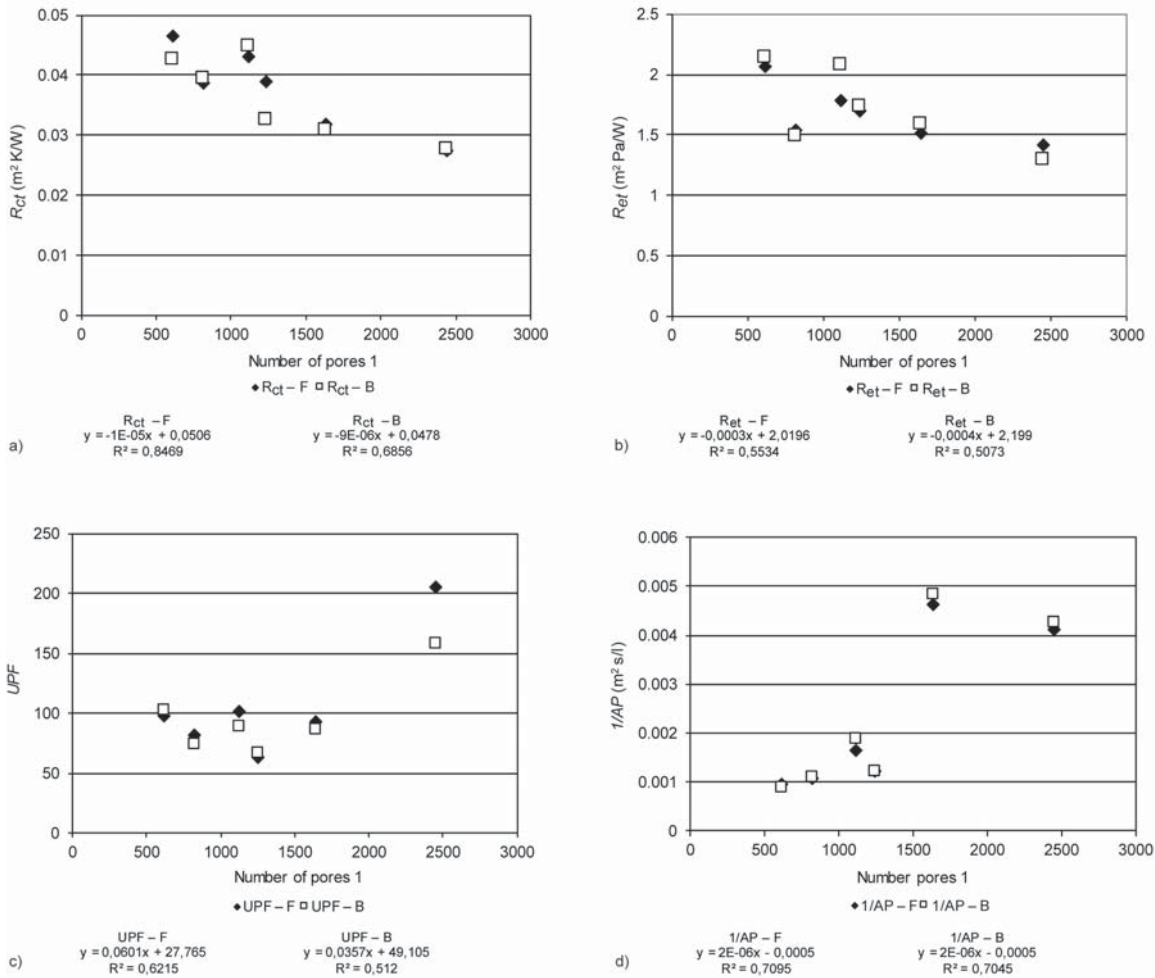 0.05
0.04
0.03
0.02
0.01
0
Rct (m² K/W)
500 1000 1500 2000 2500 3000
Number of pores 1
Rct – F Rct – B
Rct – F
y = -1E-05x + 0,0506
R² = 0,8469
Rct – B
y = -9E-06x + 0,0478
R² = 0,6856
a)
2.5
2
1.5
1
0.5
0
Ret (m² Pa/W)
0 500 1000 1500 2000 2500 3000
Number of pores 1
Ret – F Ret – B
Ret – F
y = -0,0003x + 2,0196
R² = 0,5534
Ret – B
y = -0,0004x + 2,199
R² = 0,5073
b)
250
200
150
100
50
0
UPF
0 500 1000 1500 2000 2500 3000
Number of pores 1
UPF – F UPF – B
UPF – F
y = 0,0601x + 27,765
R² = 0,6215
UPF – B
y = 0,0357x + 49,105
R² = 0,512
c)
0.006
0.005
0.004
0.003
0.002
0.001
0
1/AP (m² s/l)
0 500 1000 1500 2000 2500 3000
Number of pores 1
1/AP – F 1/AP – B
1/AP – F
y = 2E-06x - 0,0005
R² = 0,7095
1/AP – B
y = 2E-06x - 0,0005
R² = 0,7045
d)